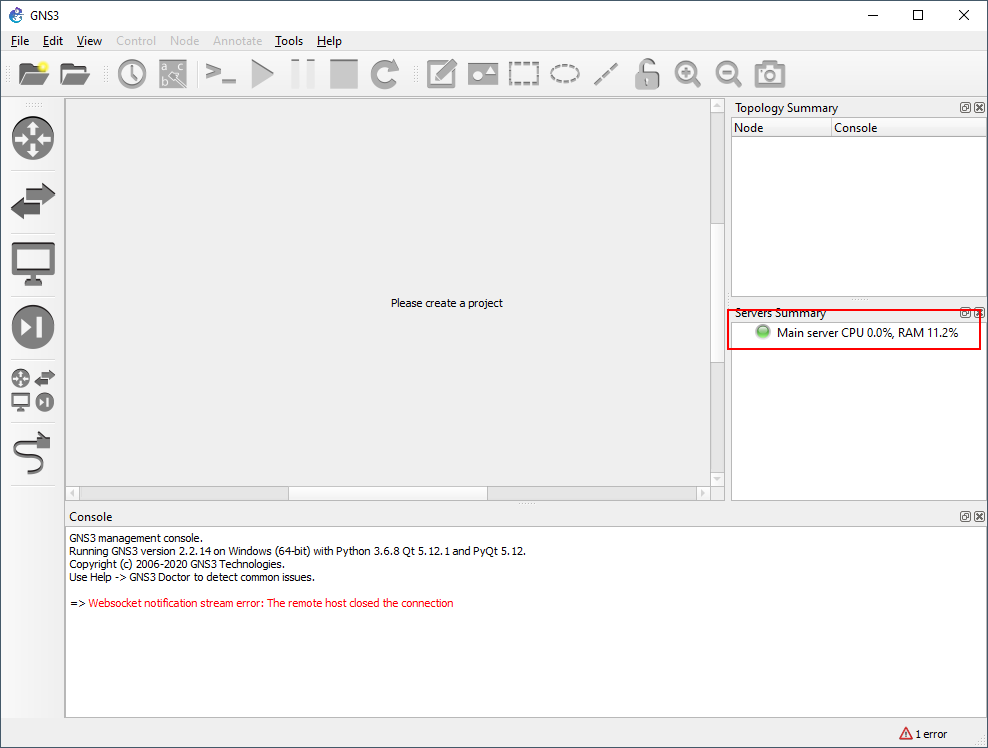 GNS3
File Edit View Control Node Annotate Tools Help
Topology Summary
Node Console
Please create a project
Servers Summary
Main server CPU 0.0%, RAM 11.2%
Console
GNS3 management console.
Running GNS3 version 2.2.14 on Windows (64-bit) with Python 3.6.8 Qt 5.12.1 and PyQt 5.12.
Copyright (c) 2006-2020 GNS3 Technologies.
Use Help -> GNS3 Doctor to detect common issues.
=> Websocket notification stream error: The remote host closed the connection
1 error